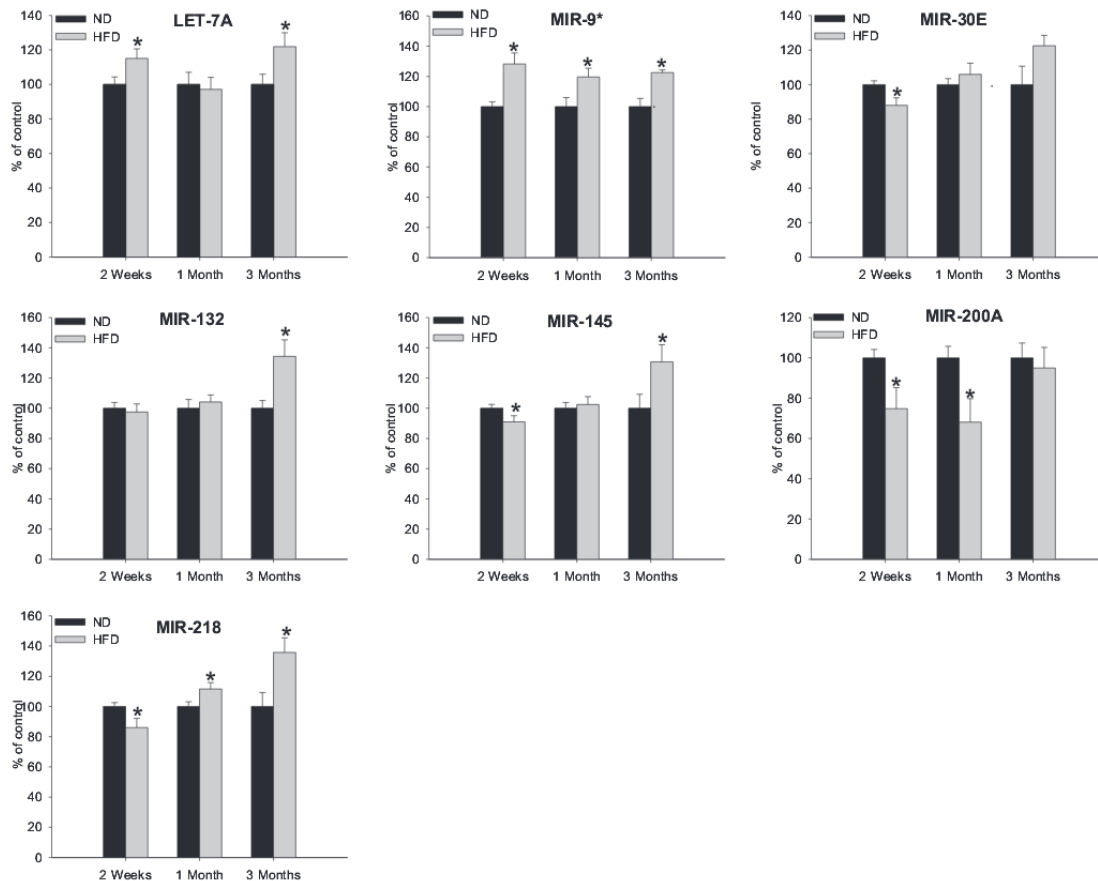 LET-7A
ND
HFD
% of control
140
120
100
80
60
40
20
0
* *
2 Weeks 1 Month 3 Months
MIR-9*
ND
HFD
% of control
160
140
120
100
80
60
40
20
0
* * *
2 Weeks 1 Month 3 Months
MIR-30E
ND
HFD
% of control
140
120
100
80
60
40
20
0
*
2 Weeks 1 Month 3 Months
MIR-132
ND
HFD
% of control
160
140
120
100
80
60
40
20
0
*
2 Weeks 1 Month 3 Months
MIR-145
ND
HFD
% of control
160
140
120
100
80
60
40
20
0
* *
2 Weeks 1 Month 3 Months
MIR-200A
ND
HFD
% of control
120
100
80
60
40
20
0
* *
2 Weeks 1 Month 3 Months
MIR-218
ND
HFD
% of control
160
140
120
100
80
60
40
20
0
* * *
2 Weeks 1 Month 3 Months